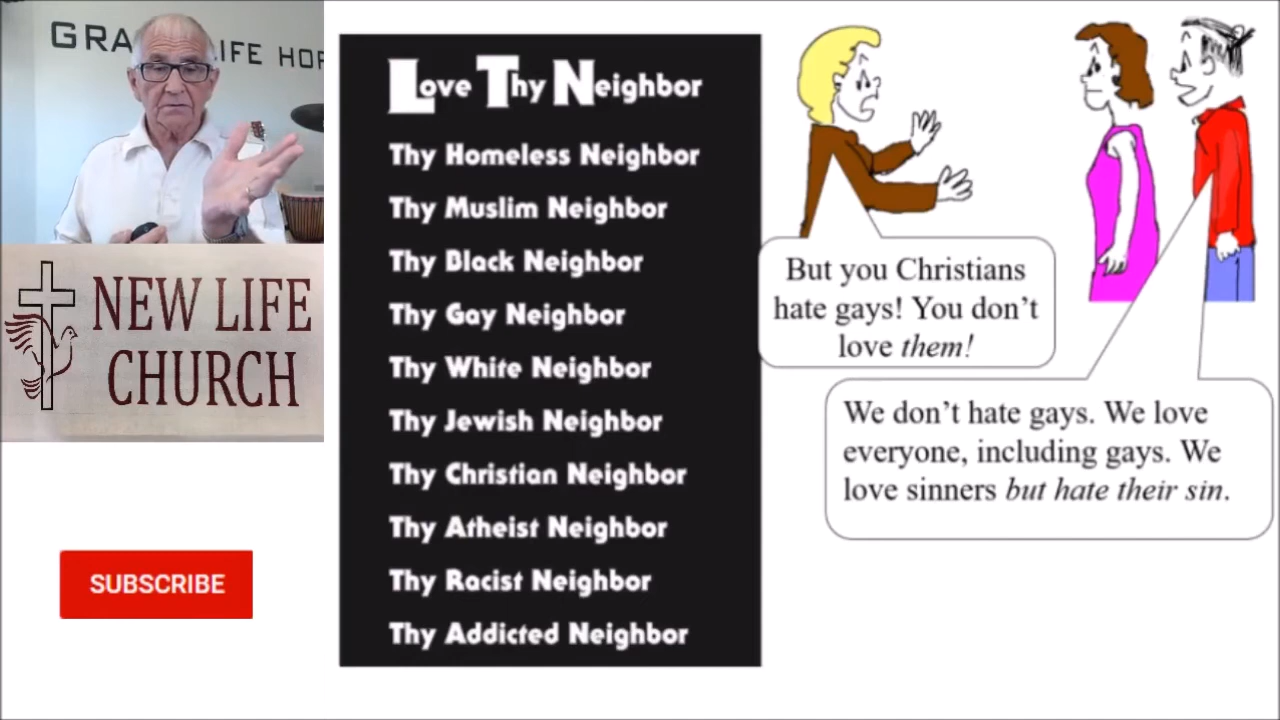 GRA LIFE HOP
NEW LIFE
CHURCH
SUBSCRIBE
Love Thy Neighbor
Thy Homeless Neighbor
Thy Muslim Neighbor
Thy Black Neighbor
Thy Gay Neighbor
Thy White Neighbor
Thy Jewish Neighbor
Thy Christian Neighbor
Thy Atheist Neighbor
Thy Racist Neighbor
Thy Addicted Neighbor
But you Christians
hate gays! You don't
love them!
We don't hate gays. We love
everyone, including gays. We
love sinners but hate their sin.